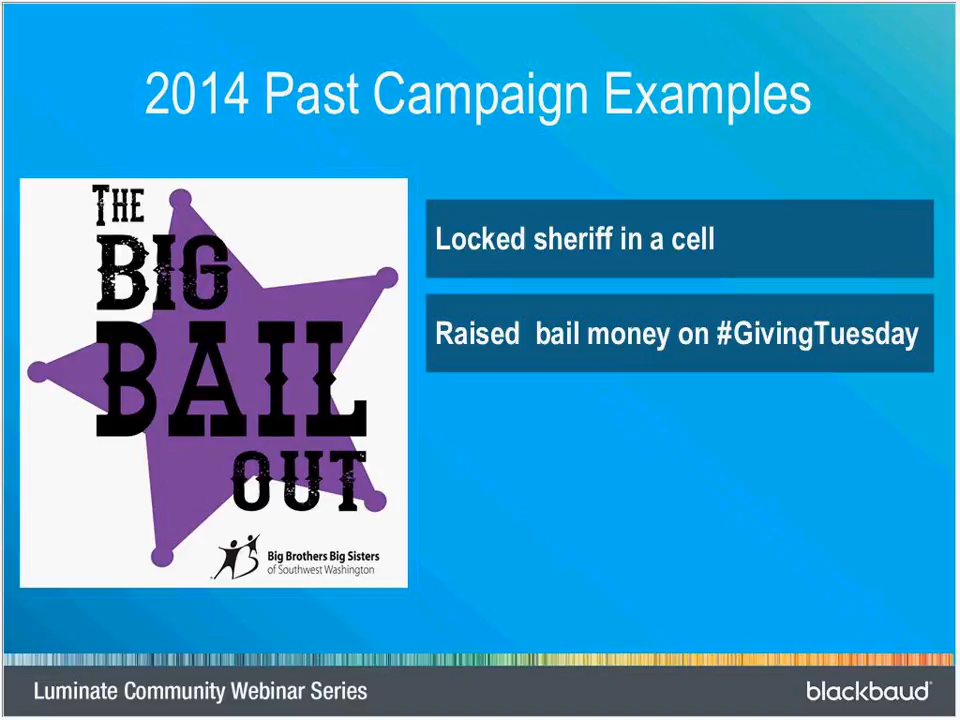 2014 Past Campaign Examples
THE
BIG
BAIL
OUT
Big Brothers Big Sisters
of Southwest Washington
Locked sheriff in a cell
Raised  bail money on #GivingTuesday
Luminate Community Webinar Series
blackbaud®